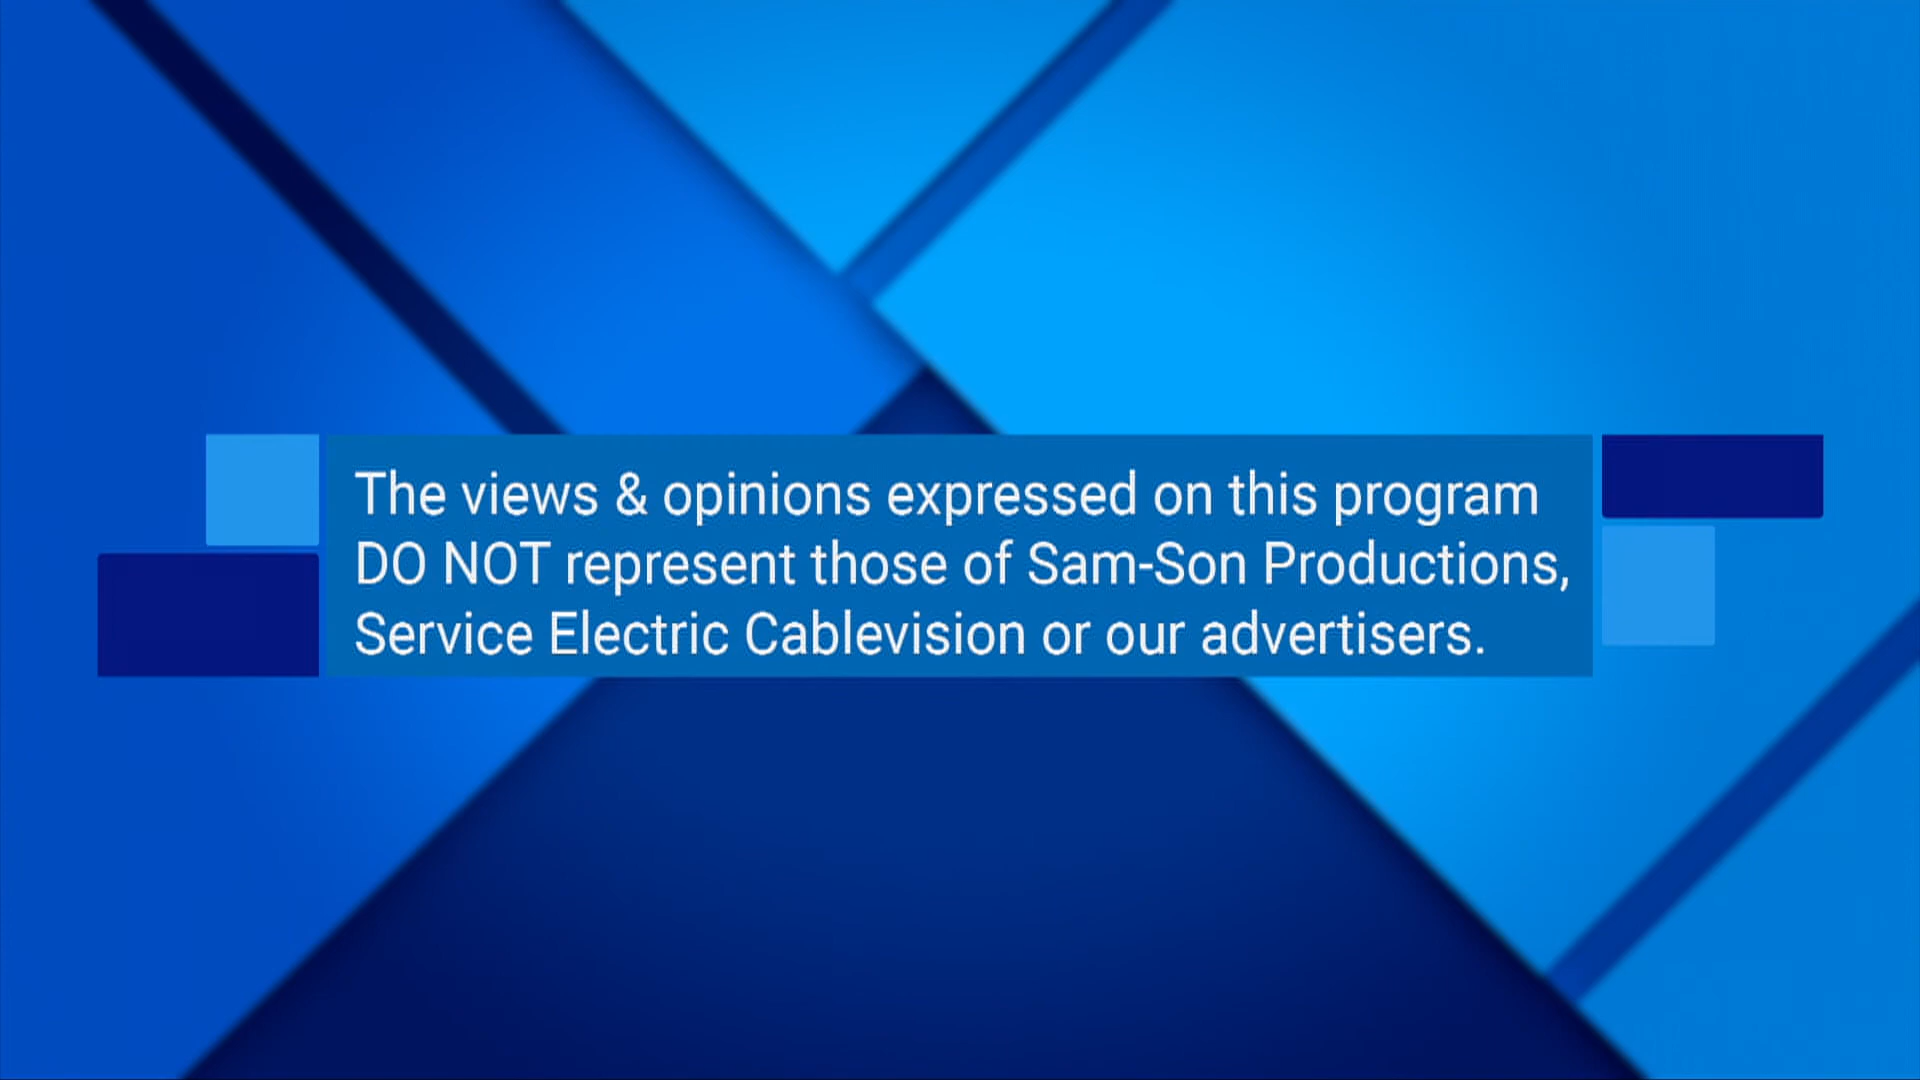 The views & opinions expressed on this program
DO NOT represent those of Sam-Son Productions,
Service Electric Cablevision or our advertisers.